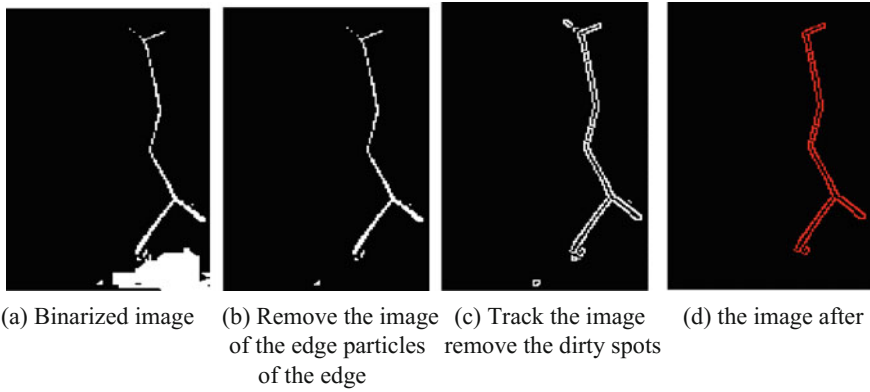 (a) Binarized image
(b) Remove the image
of the edge particles
of the edge
(c) Track the image
remove the dirty spots
(d) the image after